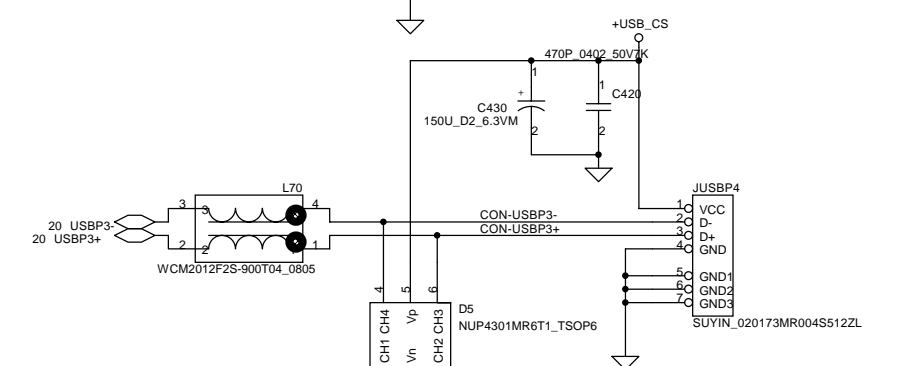 +USB_CS
470P_0402_50V7K
1
1
+
C430
C420
150U_D2_6.3VM
2
2
L70
JUSBP4
3
3
4
1
VCC
20 USBP3-
CON-USBP3-
2
D-
20 USBP3+
CON-USBP3+
3
D+
2
2
1
4
GND
WCM2012F2S-900T04_0805
5
GND1
6
GND2
7
GND3
4
5
6
D5
SUYIN_020173MR004S512ZL
NUP4301MR6T1_TSOP6
CH1 CH4
Vn Vp
CH2 CH3